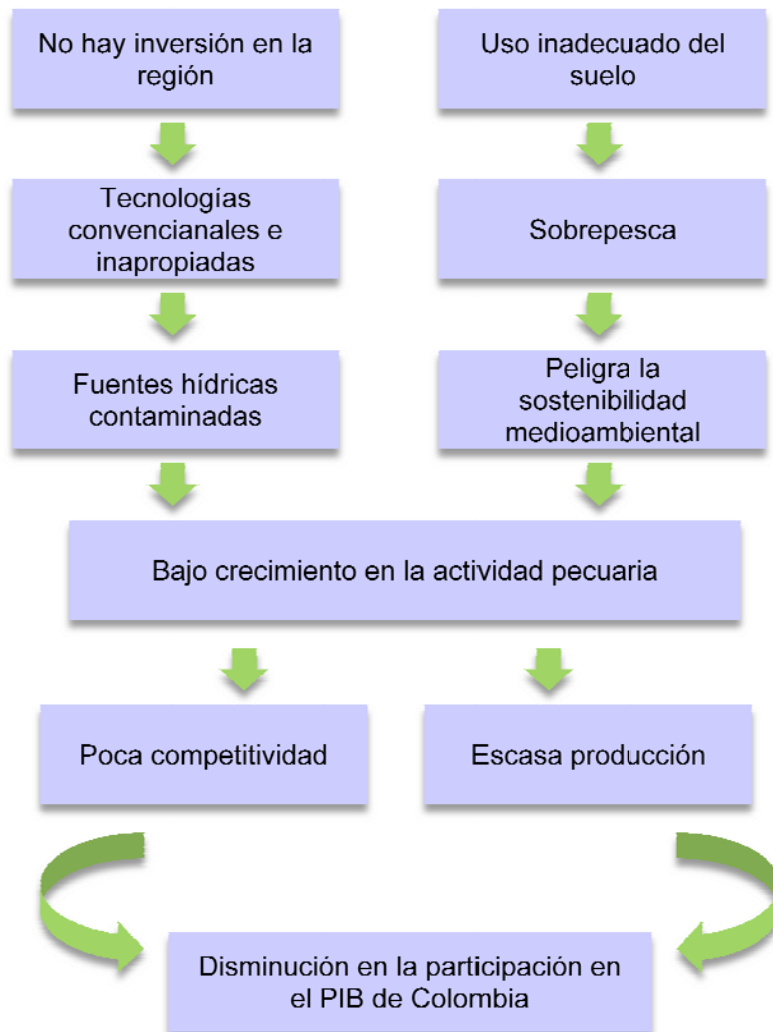 No hay inversión en la
región
Uso inadecuado del
suelo
Tecnologías
convencianales e
inapropiadas
Sobrepesca
Fuentes hídricas
contaminadas
Peligra la
sostenibilidad
medioambiental
Bajo crecimiento en la actividad pecuaria
Poca competitividad
Escasa producción
Disminución en la participación en
el PIB de Colombia